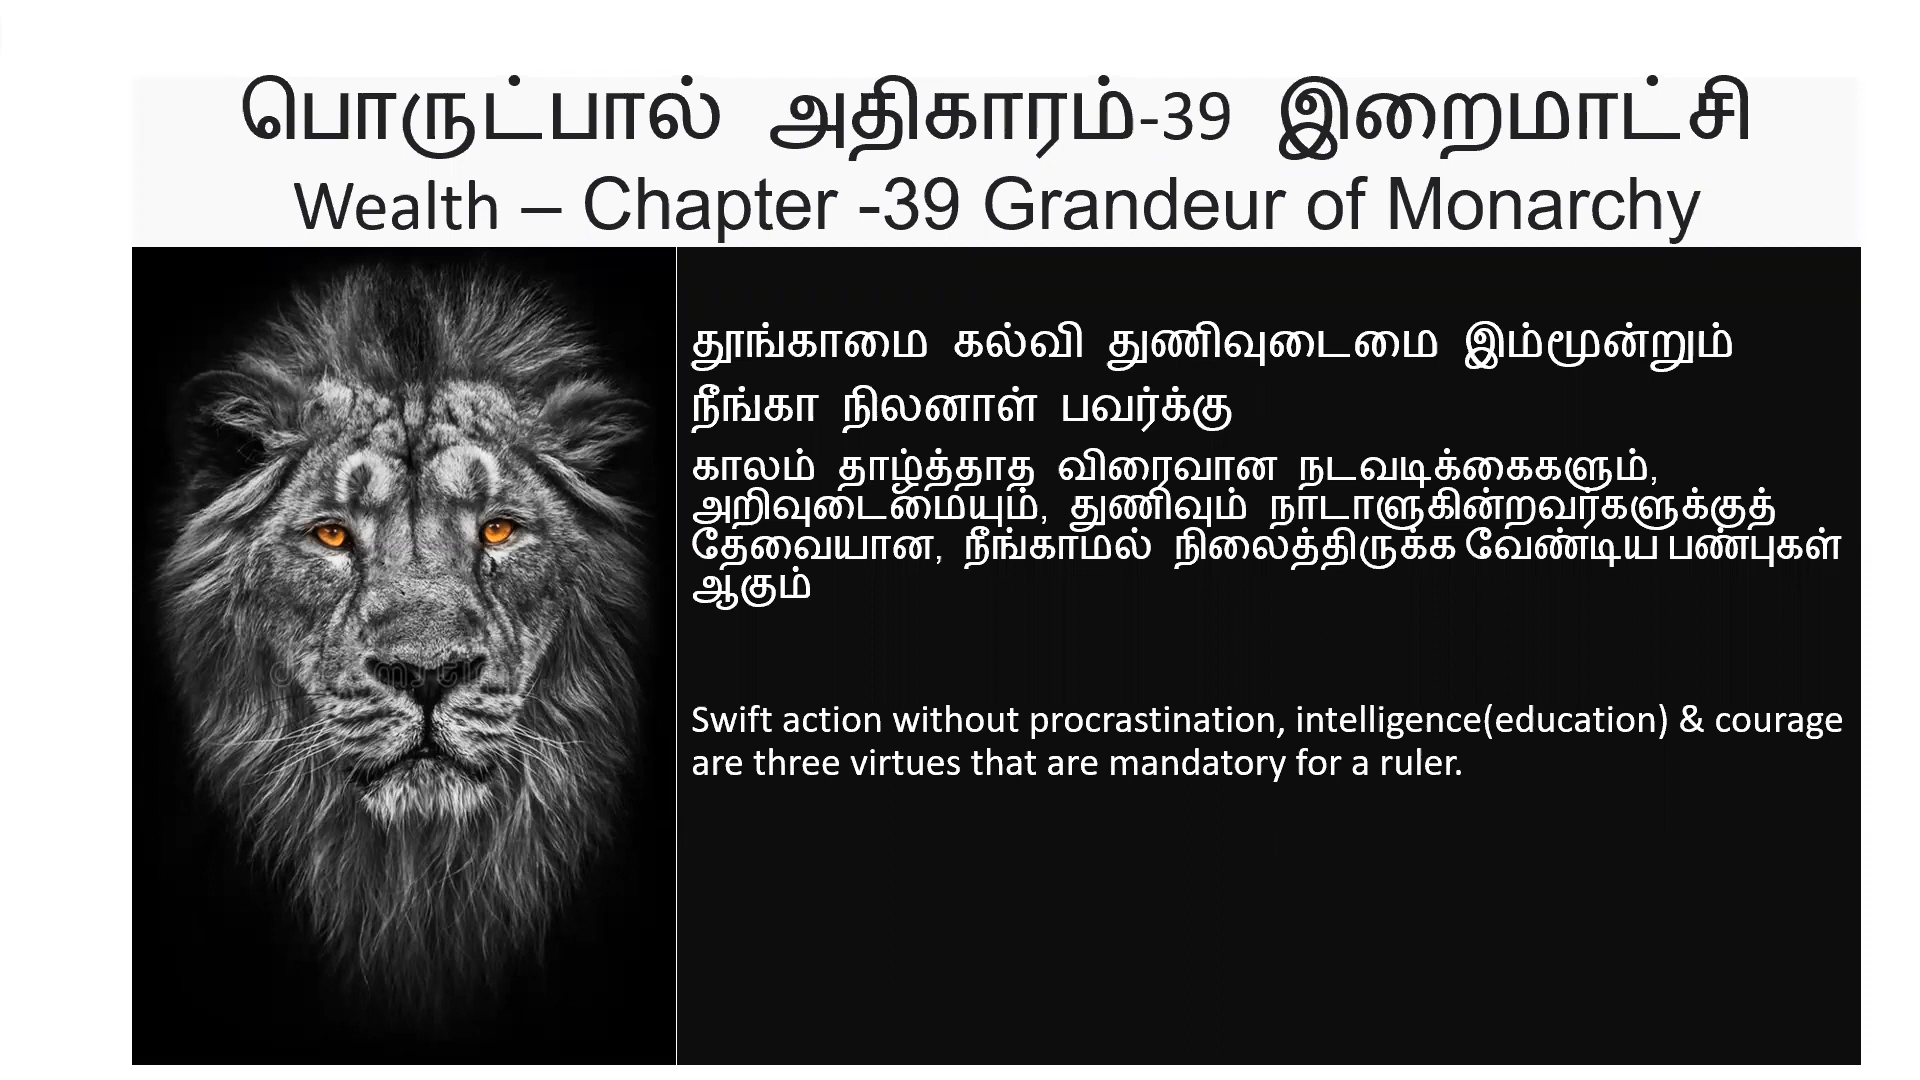 பொருட்பால் அதிகாரம்-39 இறைமாட்சி
Wealth – Chapter -39 Grandeur of Monarchy
தூங்காமை கல்வி துணிவுடைமை இம்மூன்றும்
நீங்கா நிலனாள் பவர்க்கு
காலம் தாழ்த்தாத விரைவான நடவடிக்கைகளும்,
அறிவுடைமையும், துணிவும் நாடாளுகின்றவர்களுக்குத்
தேவையான, நீங்காமல் நிலைத்திருக்க வேண்டிய பண்புகள்
ஆகும்
Swift action without procrastination, intelligence(education) & courage
are three virtues that are mandatory for a ruler.